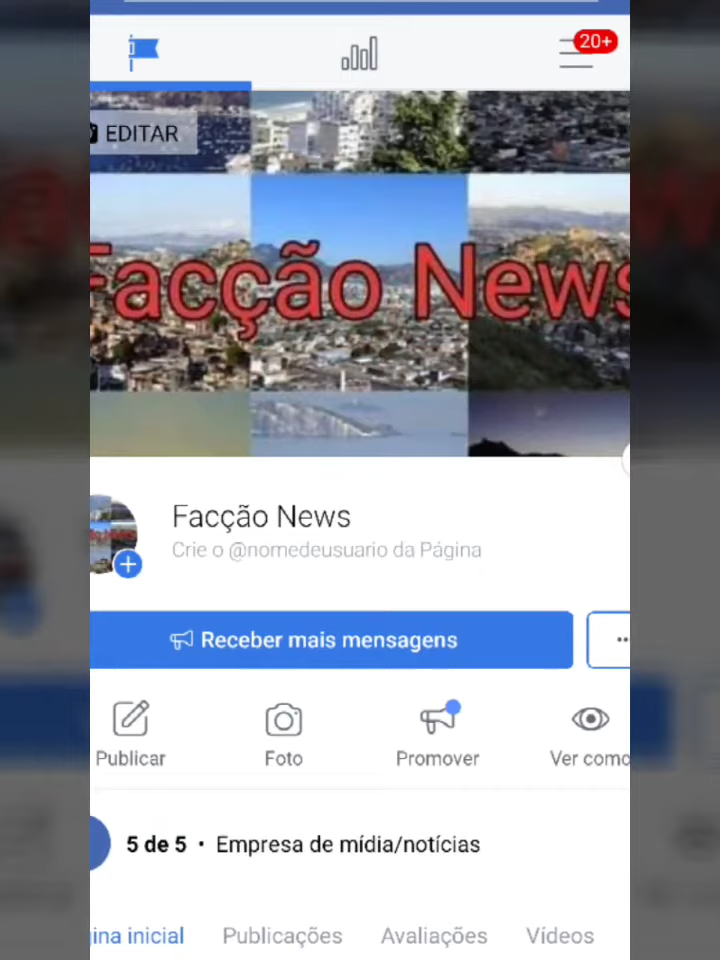 20+
EDITAR
Facção News
Facção News
Crie o @nomedeusuario da Página
Receber mais mensagens
Publicar
Foto
Promover
Ver como
5 de 5 • Empresa de mídia/notícias
ina inicial
Publicações
Avaliações
Vídeos